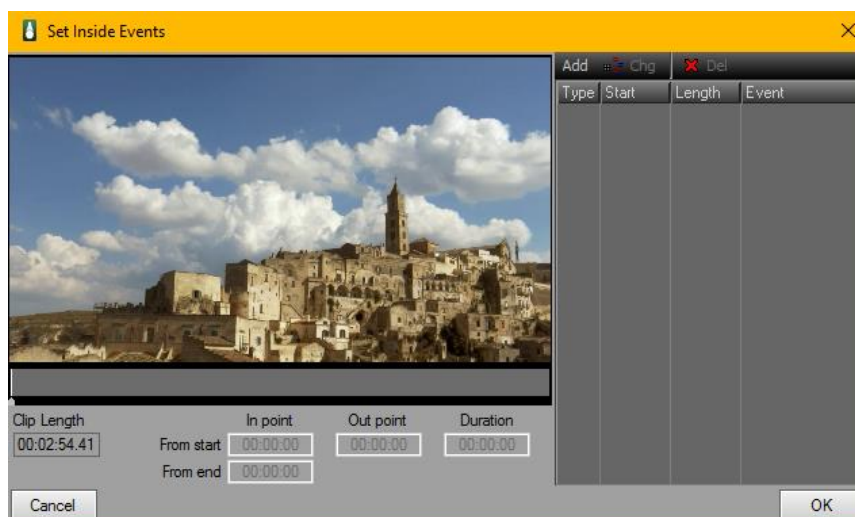 Set Inside Events
Add Chg Del
Type Start Length Event
Clip Length In point Out point Duration
00:02:54.41 From start 00:00:00 00:00:00 00:00:00
From end 00:00:00
Cancel OK